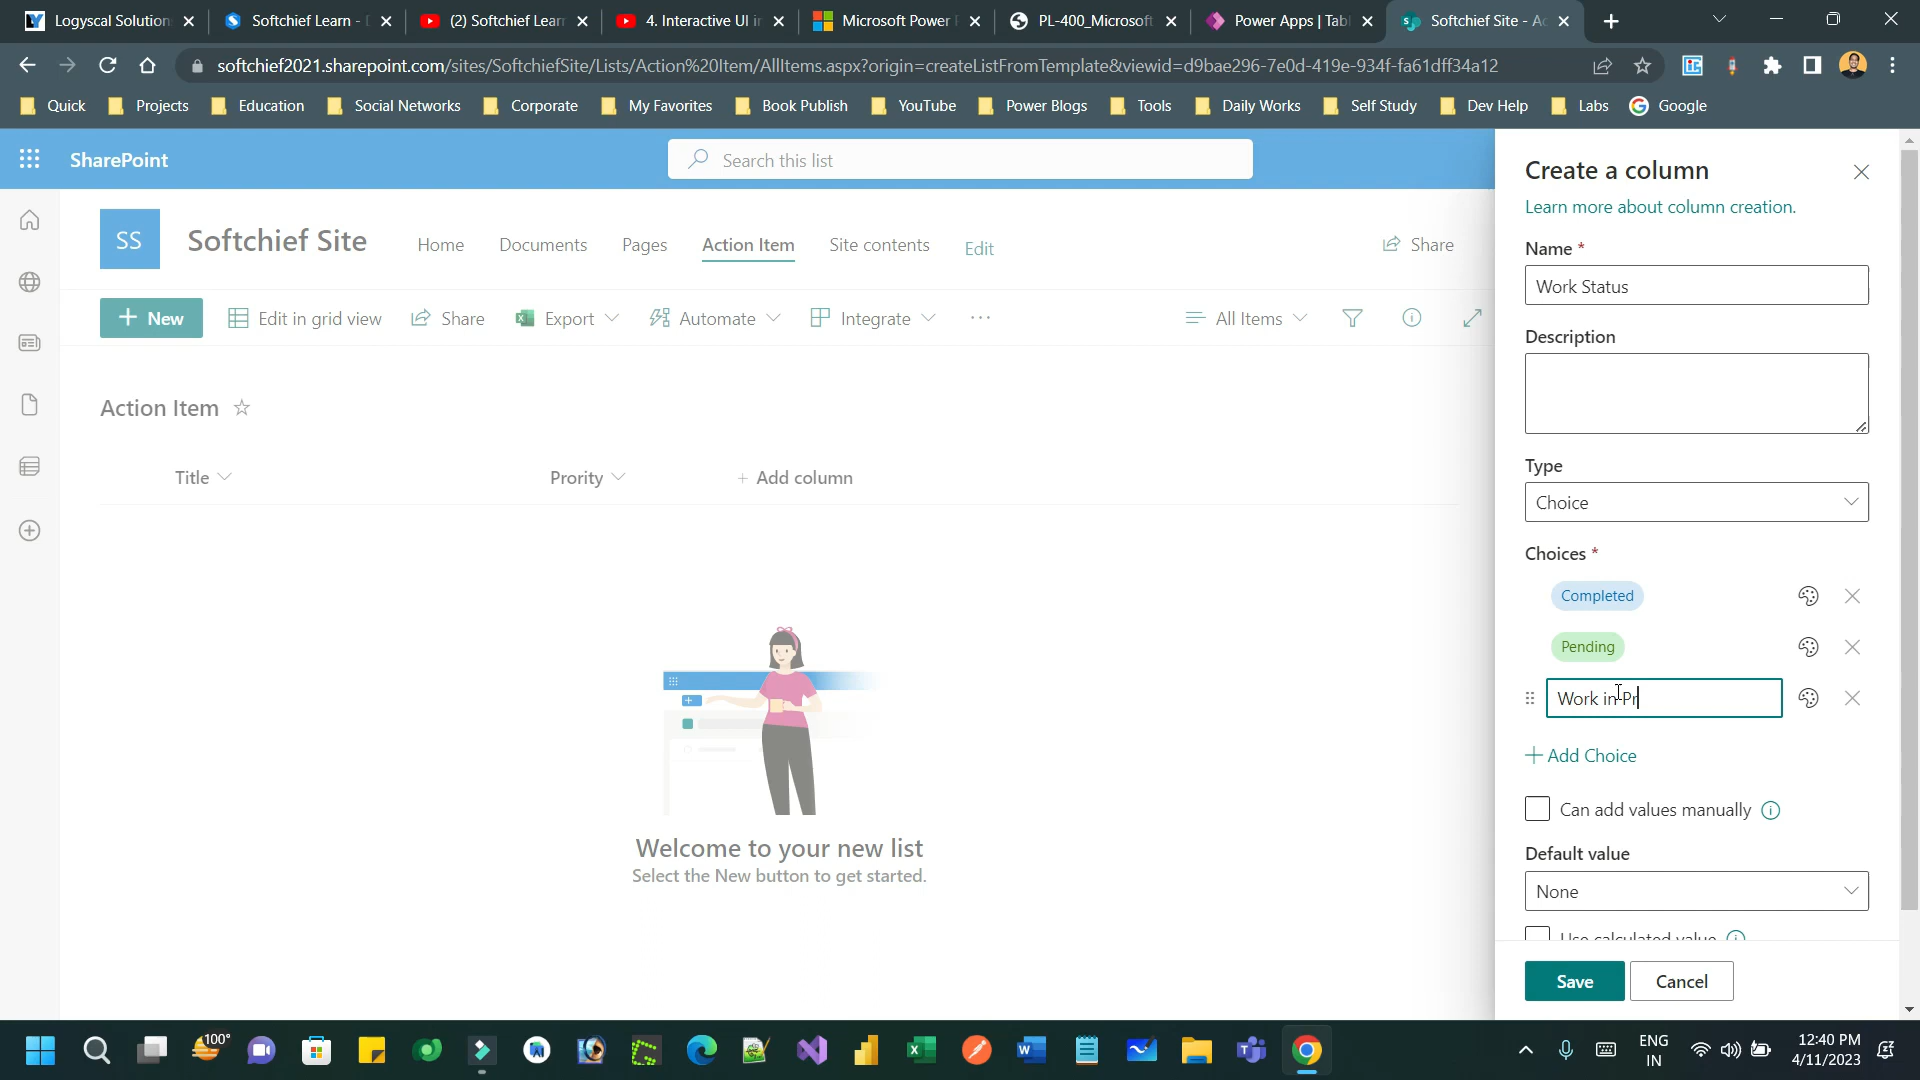 Logyscal Solution
Softchief Learn -
(2) Softchief Lear
4. Interactive UI i
Microsoft Power
PL-400_Microsoft
Power Apps | Tabl
Softchief Site - Ac
softchief2021.sharepoint.com/sites/SoftchiefSite/Lists/Action%20Item/AllItems.aspx?origin=createListFromTemplate&viewid=d9bae296-7e0d-419e-934f-fa61dff34a12
Quick Projects Education Social Networks Corporate My Favorites Book Publish YouTube Power Blogs Tools Daily Works Self Study Dev Help Labs Google
SharePoint
Search this list
SS
Softchief Site
Home Documents Pages Action Item Site contents Edit
Share
+ New Edit in grid view Share Export Automate Integrate ...
All Items
Action Item
Title Prority + Add column
Welcome to your new list
Select the New button to get started.
Create a column
Learn more about column creation.
Name *
Work Status
Description
Type
Choice
Choices *
Completed
Pending
Work in Pr
+ Add Choice
Can add values manually
Default value
None
Use calculated value
Save Cancel
100°
ENG
IN
12:40 PM
4/11/2023